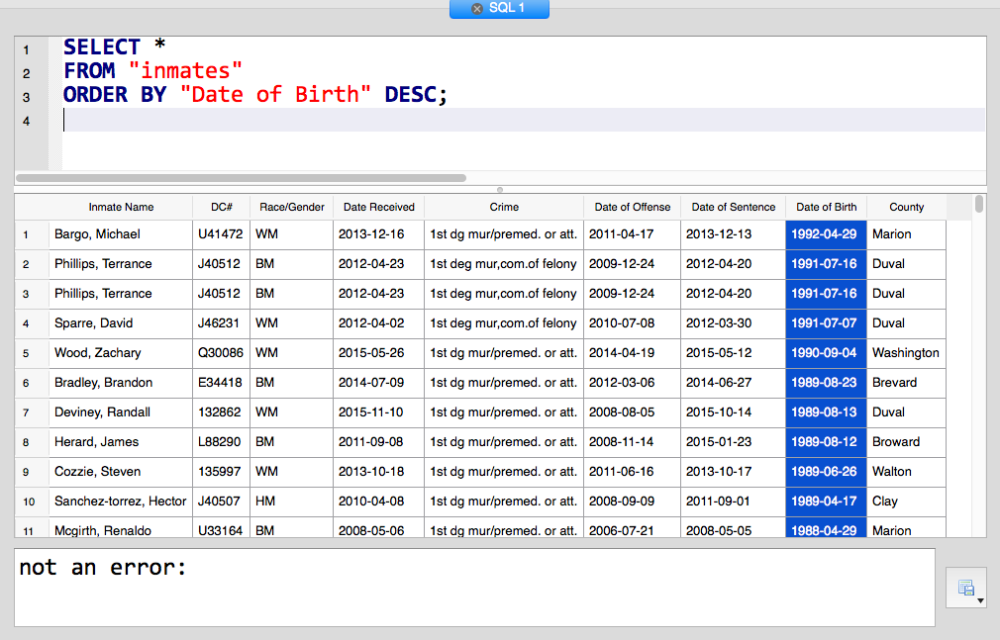 SQL 1
1 SELECT *
2 FROM "inmates"
3 ORDER BY "Date of Birth" DESC;
4
Inmate Name DC# Race/Gender Date Received Crime Date of Offense Date of Sentence Date of Birth County
1 Bargo, Michael U41472 WM 2013-12-16 1st dg mur/premed. or att. 2011-04-17 2013-12-13 1992-04-29 Marion
2 Phillips, Terrance J40512 BM 2012-04-23 1st deg mur,com.of felony 2009-12-24 2012-04-20 1991-07-16 Duval
3 Phillips, Terrance J40512 BM 2012-04-23 1st deg mur,com.of felony 2009-12-24 2012-04-20 1991-07-16 Duval
4 Sparre, David J46231 WM 2012-04-02 1st deg mur,com.of felony 2010-07-08 2012-03-30 1991-07-07 Duval
5 Wood, Zachary Q30086 WM 2015-05-26 1st dg mur/premed. or att. 2014-04-19 2015-05-12 1990-09-04 Washington
6 Bradley, Brandon E34418 BM 2014-07-09 1st dg mur/premed. or att. 2012-03-06 2014-06-27 1989-08-23 Brevard
7 Deviney, Randall 132862 WM 2015-11-10 1st dg mur/premed. or att. 2008-08-05 2015-10-14 1989-08-13 Duval
8 Herard, James L88290 BM 2011-09-08 1st dg mur/premed. or att. 2008-11-14 2015-01-23 1989-08-12 Broward
9 Cozzie, Steven 135997 WM 2013-10-18 1st dg mur/premed. or att. 2011-06-16 2013-10-17 1989-06-26 Walton
10 Sanchez-torrez, Hector J40507 HM 2010-04-08 1st dg mur/premed. or att. 2008-09-09 2011-09-01 1989-04-17 Clay
11 Mcgirth, Renaldo U33164 BM 2008-05-06 1st dg mur/premed. or att. 2006-07-21 2008-05-05 1988-04-29 Marion
not an error: